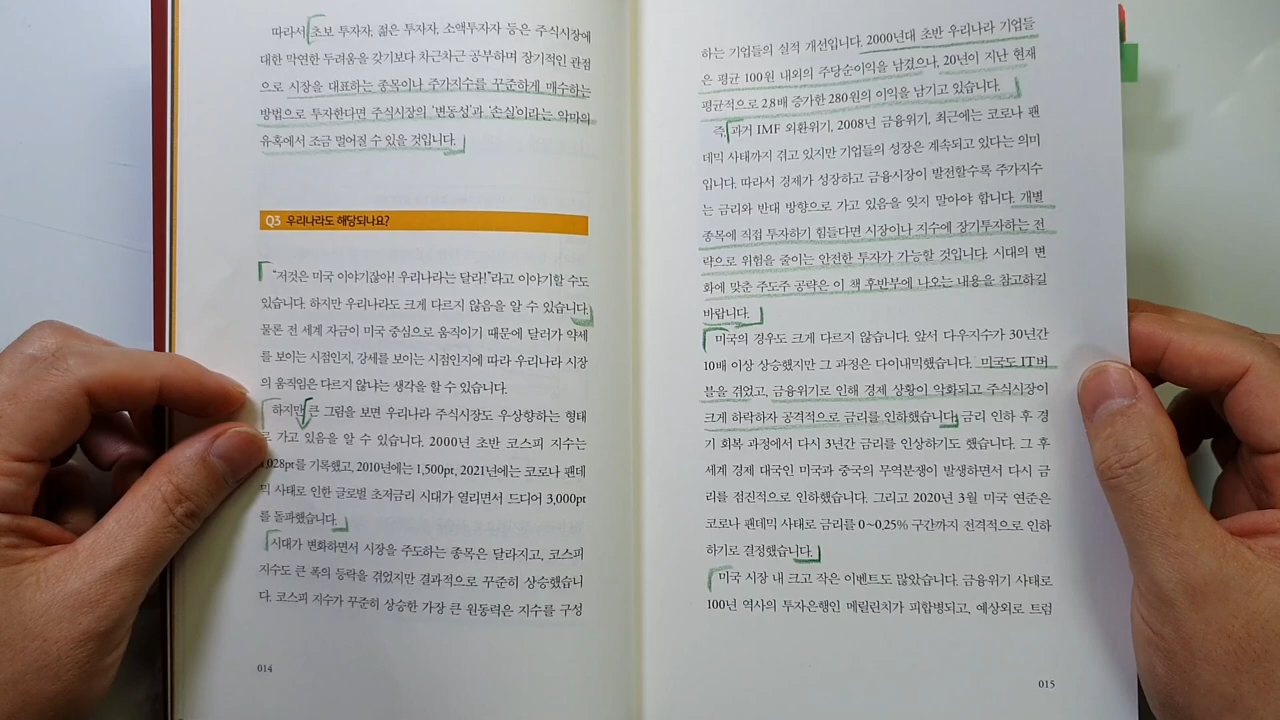 따라서 초보 투자자, 젊은 투자자, 소액투자자 등은 주식시장에
대한 막연한 두려움을 갖기보다 차근차근 공부하며 장기적인 관점
으로 시장을 대표하는 종목이나 주가지수를 꾸준하게 매수하는
방법으로 투자한다면 주식시장의 '변동성'과 '손실'이라는 악마의
유혹에서 조금 멀어질 수 있을 것입니다.
Q3 우리나라도 해당되나요?
"저것은 미국 이야기잖아! 우리나라는 달라!"라고 이야기할 수도
있습니다. 하지만 우리나라도 크게 다르지 않음을 알 수 있습니다.
물론 전 세계 자금이 미국 중심으로 움직이기 때문에 달러가 약세
를 보이는 시점인지, 강세를 보이는 시점인지에 따라 우리나라 시장
의 움직임은 다르지 않냐는 생각을 할 수 있습니다.
하지만 큰 그림을 보면 우리나라 주식시장도 우상향하는 형태
로 가고 있음을 알 수 있습니다. 2000년 초반 코스피 지수는
1,028pt를 기록했고, 2010년에는 1,500pt, 2021년에는 코로나 팬데
믹 사태로 인한 글로벌 초저금리 시대가 열리면서 드디어 3,000pt
를 돌파했습니다.
시대가 변화하면서 시장을 주도하는 종목은 달라지고, 코스피
지수도 큰 폭의 등락을 겪었지만 결과적으로 꾸준히 상승했습니
다. 코스피 지수가 꾸준히 상승한 가장 큰 원동력은 지수를 구성
014
하는 기업들의 실적 개선입니다. 2000년대 초반 우리나라 기업들
은 평균 100원 내외의 주당순이익을 남겼으나, 20년이 지난 현재
평균적으로 2.8배 증가한 280원의 이익을 남기고 있습니다.
즉, 과거 IMF 외환위기, 2008년 금융위기, 최근에는 코로나 팬
데믹 사태까지 겪고 있지만 기업들의 성장은 계속되고 있다는 의미
입니다. 따라서 경제가 성장하고 금융시장이 발전할수록 주가지수
는 금리와 반대 방향으로 가고 있음을 잊지 말아야 합니다. 개별
종목에 직접 투자하기 힘들다면 시장이나 지수에 장기투자하는 전
략으로 위험을 줄이는 안전한 투자가 가능할 것입니다. 시대의 변
화에 맞춘 주도주 공략은 이 책 후반부에 나오는 내용을 참고하길
바랍니다.
미국의 경우도 크게 다르지 않습니다. 앞서 다우지수가 30년간
10배 이상 상승했지만 그 과정은 다이내믹했습니다. 미국도 IT 버
블을 겪었고, 금융위기로 인해 경제 상황이 악화되고 주식시장이
크게 하락하자 공격적으로 금리를 인하했습니다. 금리 인하 후 경
기 회복 과정에서 다시 3년간 금리를 인상하기도 했습니다. 그 후
세계 경제 대국인 미국과 중국의 무역분쟁이 발생하면서 다시 금
리를 점진적으로 인하했습니다. 그리고 2020년 3월 미국 연준은
코로나 팬데믹 사태로 금리를 0~0.25% 구간까지 전격적으로 인하
하기로 결정했습니다.
미국 시장 내 크고 작은 이벤트도 많았습니다. 금융위기 사태로
100년 역사의 투자은행인 메릴린치가 피합병되고, 예상외로 트럼
015